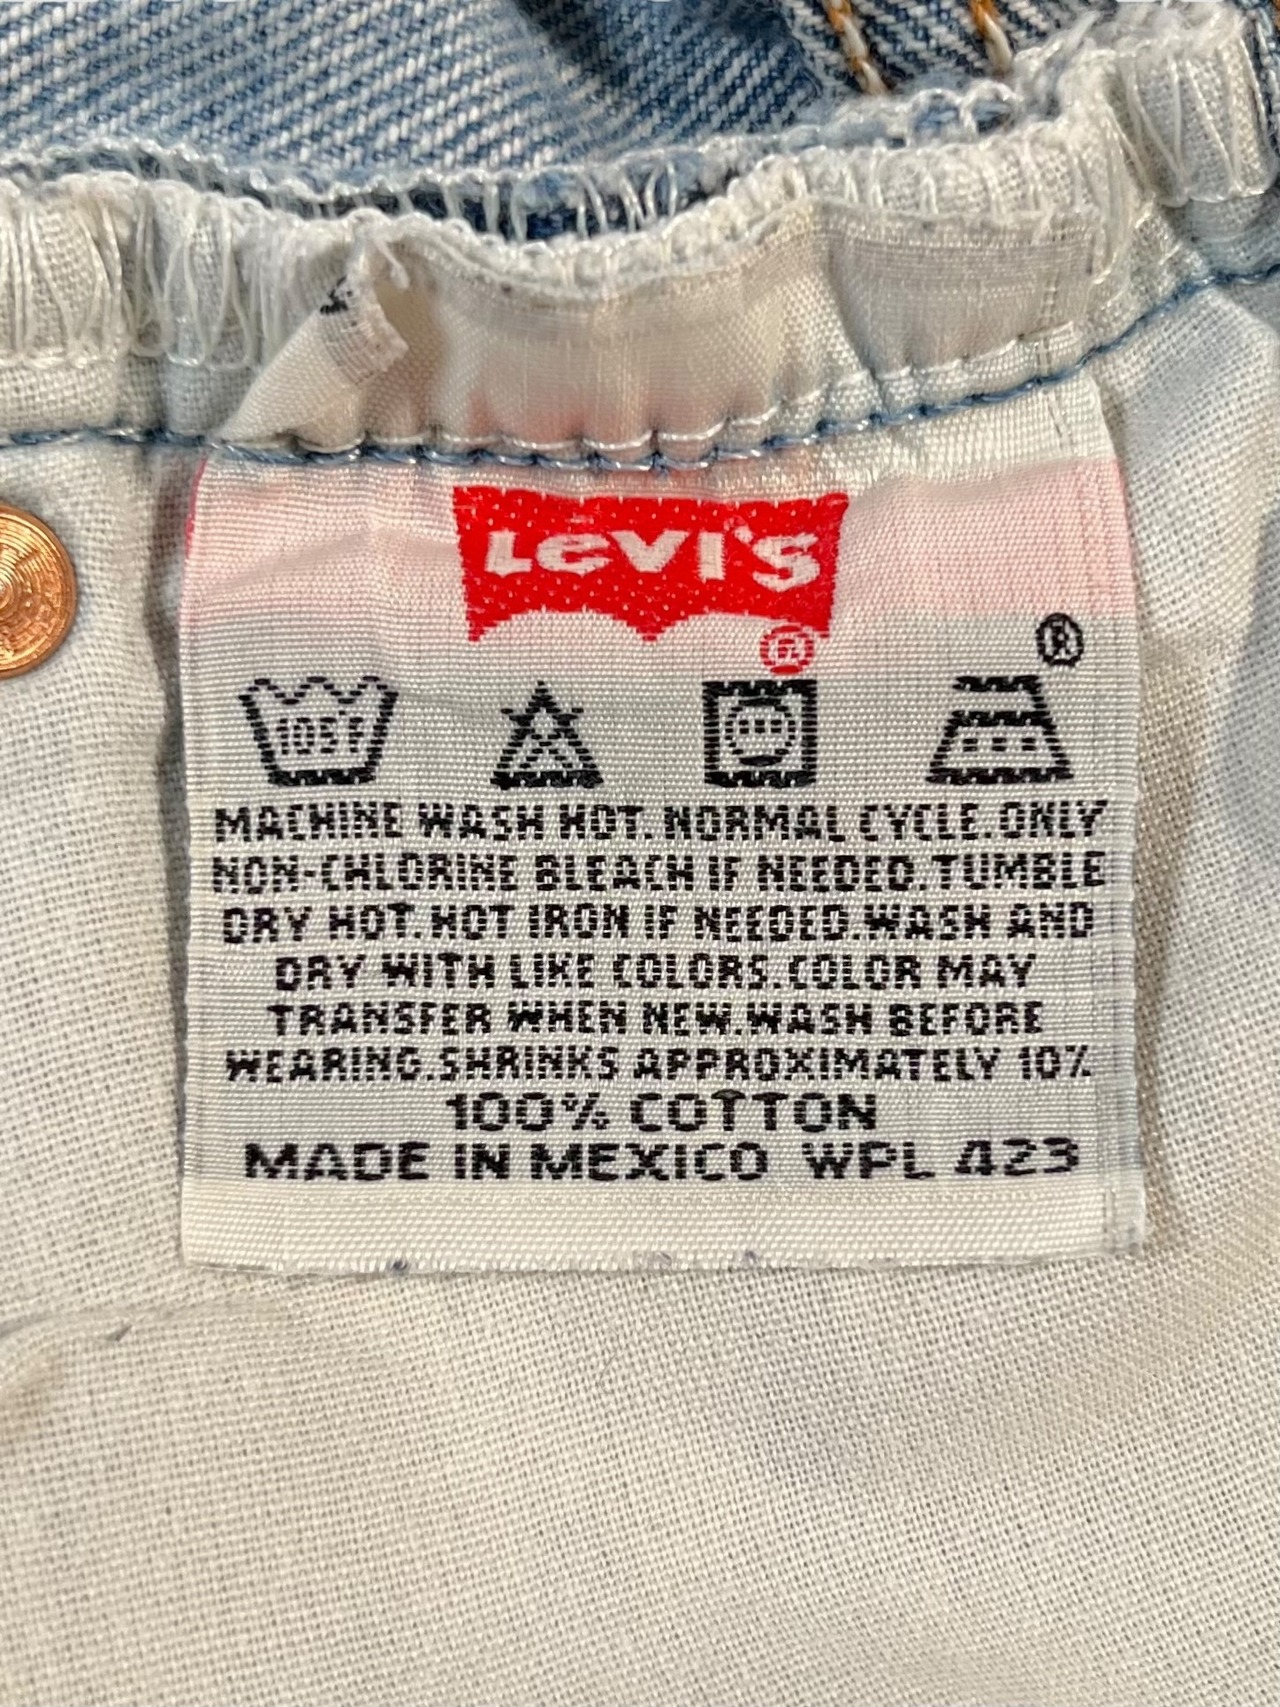 LEVI'S
®
®
105°F
MACHINE WASH HOT. NORMAL CYCLE. ONLY
NON-CHLORINE BLEACH IF NEEDED. TUMBLE
DRY HOT. HOT IRON IF NEEDED. WASH AND
DRY WITH LIKE COLORS. COLOR MAY
TRANSFER WHEN NEW. WASH BEFORE
WEARING. SHRINKS APPROXIMATELY 10%
100% COTTON
MADE IN MEXICO WPL 423